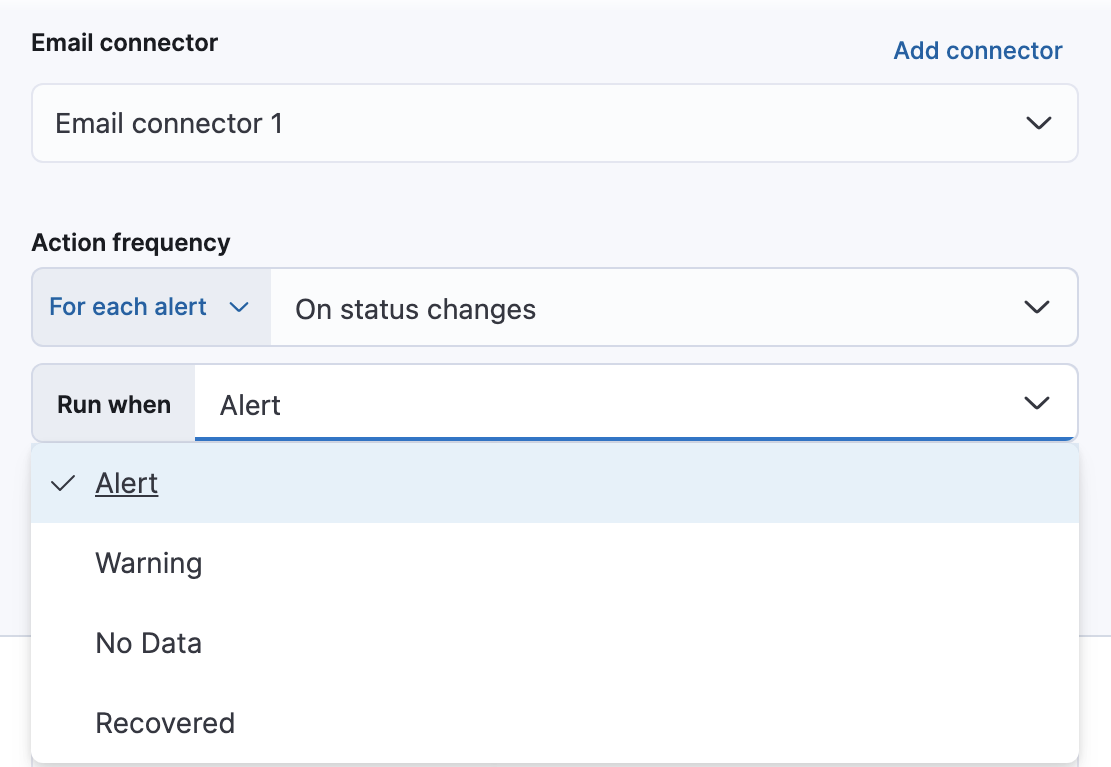 Email connector
Add connector
Email connector 1
Action frequency
For each alert
On status changes
Run when
Alert
Alert
Warning
No Data
Recovered